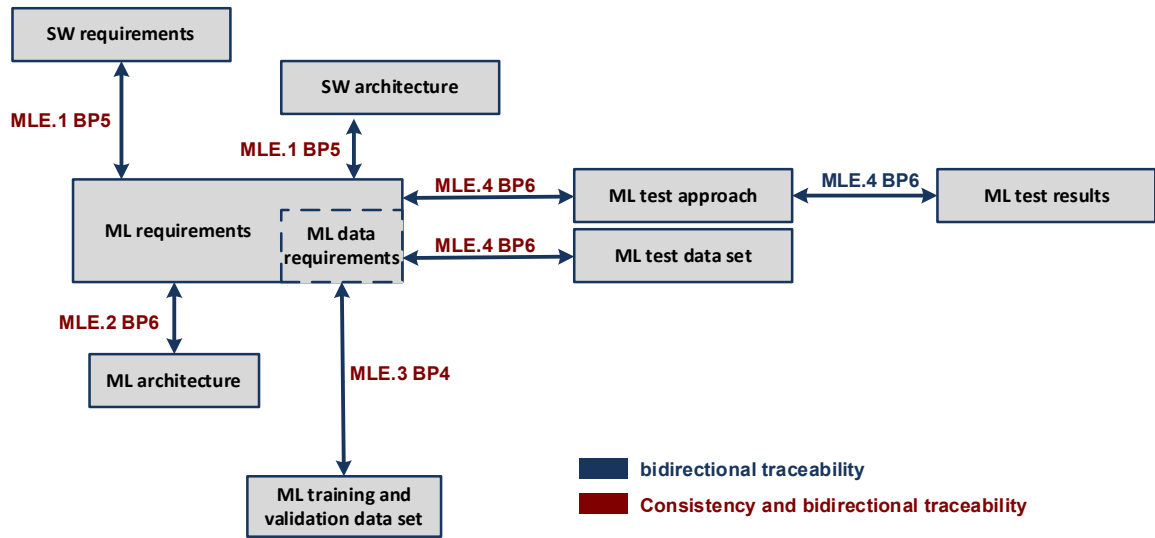 SW requirements
SW architecture
MLE.1 BP5
MLE.1 BP5
MLE.4 BP6
MLE.4 BP6
ML test approach
ML test results
ML requirements
ML data
requirements
MLE.4 BP6
ML test data set
MLE.2 BP6
ML architecture
MLE.3 BP4
bidirectional traceability
ML training and
validation data set
Consistency and bidirectional traceability